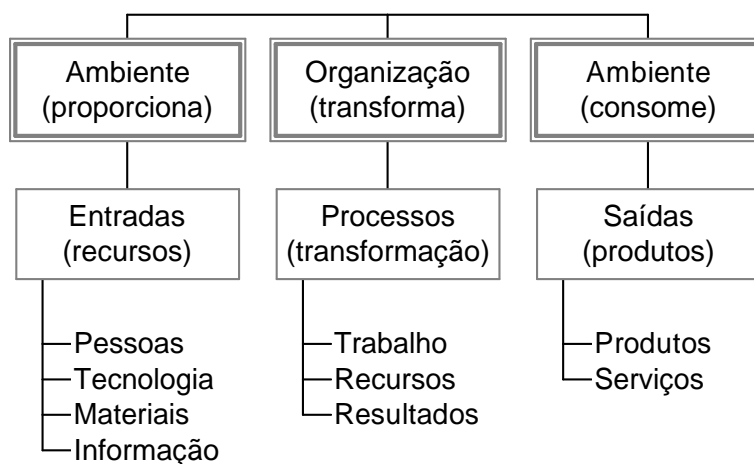 Ambiente
(proporciona)
Organização
(transforma)
Ambiente
(consome)
Entradas
(recursos)
Processos
(transformação)
Saídas
(produtos)
Pessoas
Tecnologia
Materiais
Informação
Trabalho
Recursos
Resultados
Produtos
Serviços